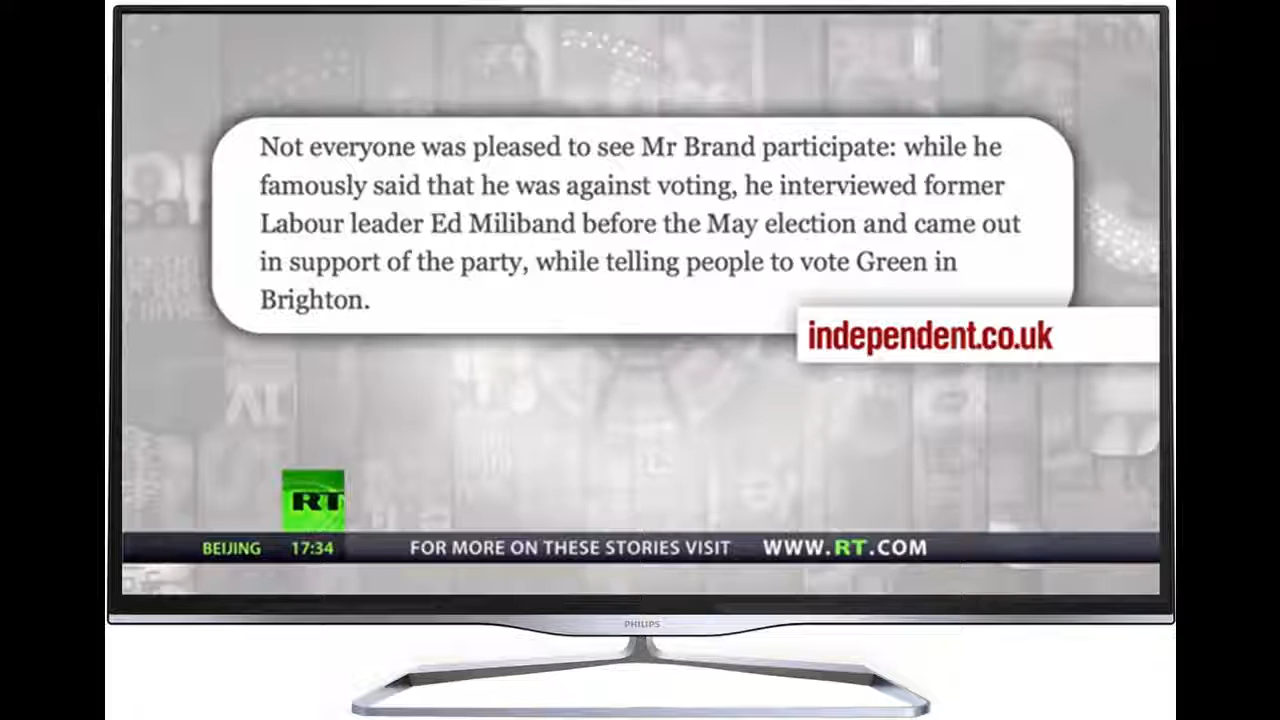 Not everyone was pleased to see Mr Brand participate: while he
famously said that he was against voting, he interviewed former
Labour leader Ed Miliband before the May election and came out
in support of the party, while telling people to vote Green in
Brighton.
independent.co.uk
RT
BEIJING 17:34 FOR MORE ON THESE STORIES VISIT WWW.RT.COM
PHILIPS